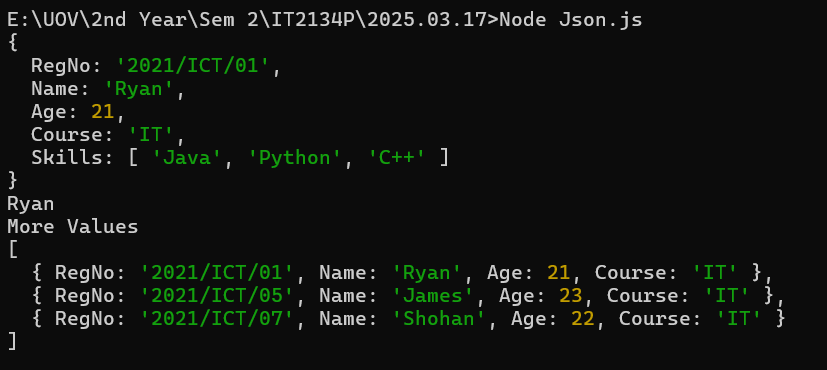 E:\UOV\2nd Year\Sem 2\IT2134P\2025.03.17>Node Json.js
{
  RegNo: '2021/ICT/01',
  Name: 'Ryan',
  Age: 21,
  Course: 'IT',
  Skills: [ 'Java', 'Python', 'C++' ]
}
Ryan
More Values
[
  { RegNo: '2021/ICT/01', Name: 'Ryan', Age: 21, Course: 'IT' },
  { RegNo: '2021/ICT/05', Name: 'James', Age: 23, Course: 'IT' },
  { RegNo: '2021/ICT/07', Name: 'Shohan', Age: 22, Course: 'IT' }
]